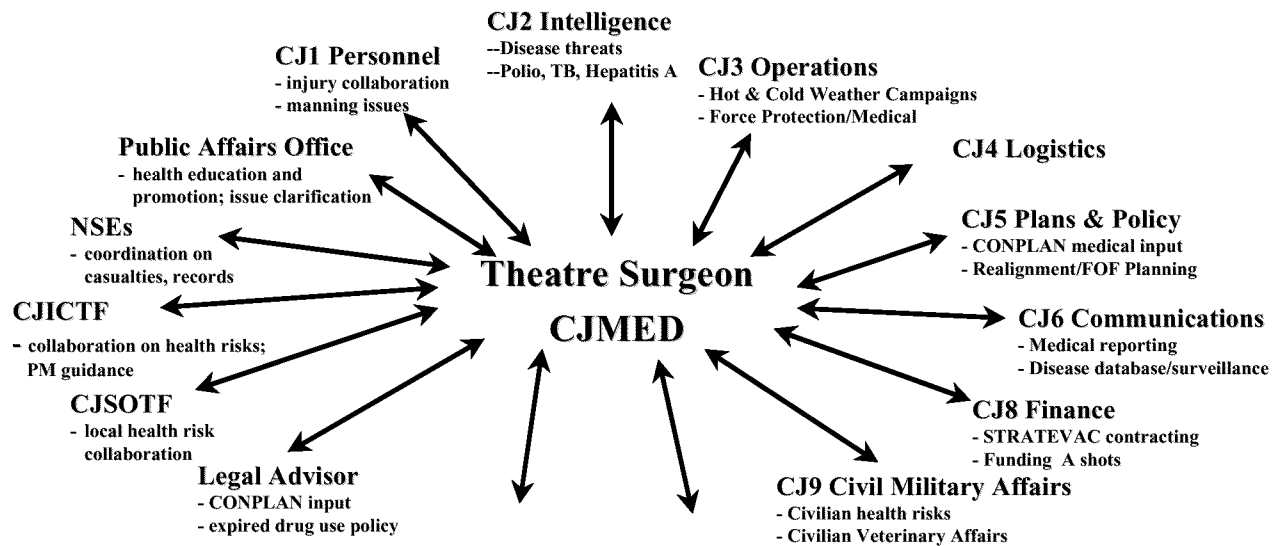 CJ2 Intelligence
--Disease threats
--Polio, TB, Hepatitis A
CJ1 Personnel
- injury collaboration
- manning issues
CJ3 Operations
- Hot & Cold Weather Campaigns
- Force Protection/Medical
Public Affairs Office
- health education and
promotion; issue clarification
CJ4 Logistics
NSEs
- coordination on
casualties, records
CJ5 Plans & Policy
- CONPLAN medical input
- Realignment/FOF Planning
Theatre Surgeon
CJMED
CJICTF
- collaboration on health risks;
PM guidance
CJ6 Communications
- Medical reporting
- Disease database/surveillance
CJSOTF
- local health risk
collaboration
CJ8 Finance
- STRATEVAC contracting
- Funding A shots
Legal Advisor
- CONPLAN input
- expired drug use policy
CJ9 Civil Military Affairs
- Civilian health risks
- Civilian Veterinary Affairs